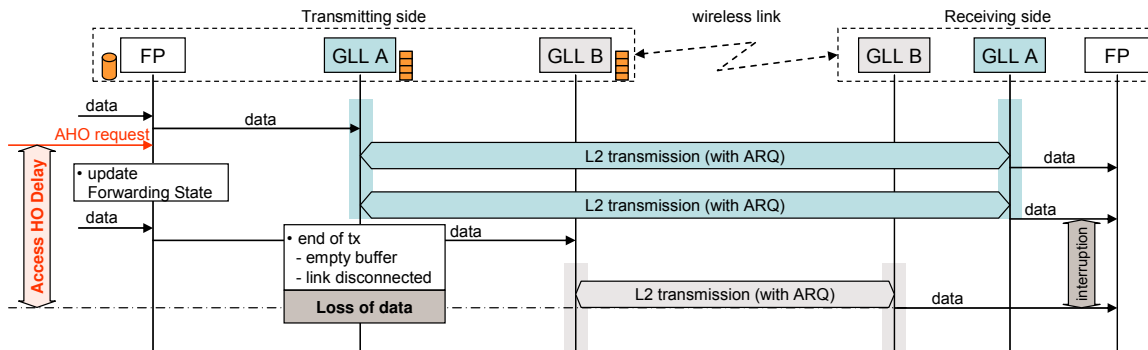 Transmitting side
wireless link
Receiving side
FP
GLL A
GLL B
GLL B
GLL A
FP
data
data
AHO request
L2 transmission (with ARQ)
data
• update
Forwarding State
Access HO Delay
L2 transmission (with ARQ)
data
data
• end of tx
- empty buffer
- link disconnected
data
interruption
L2 transmission (with ARQ)
Loss of data
data